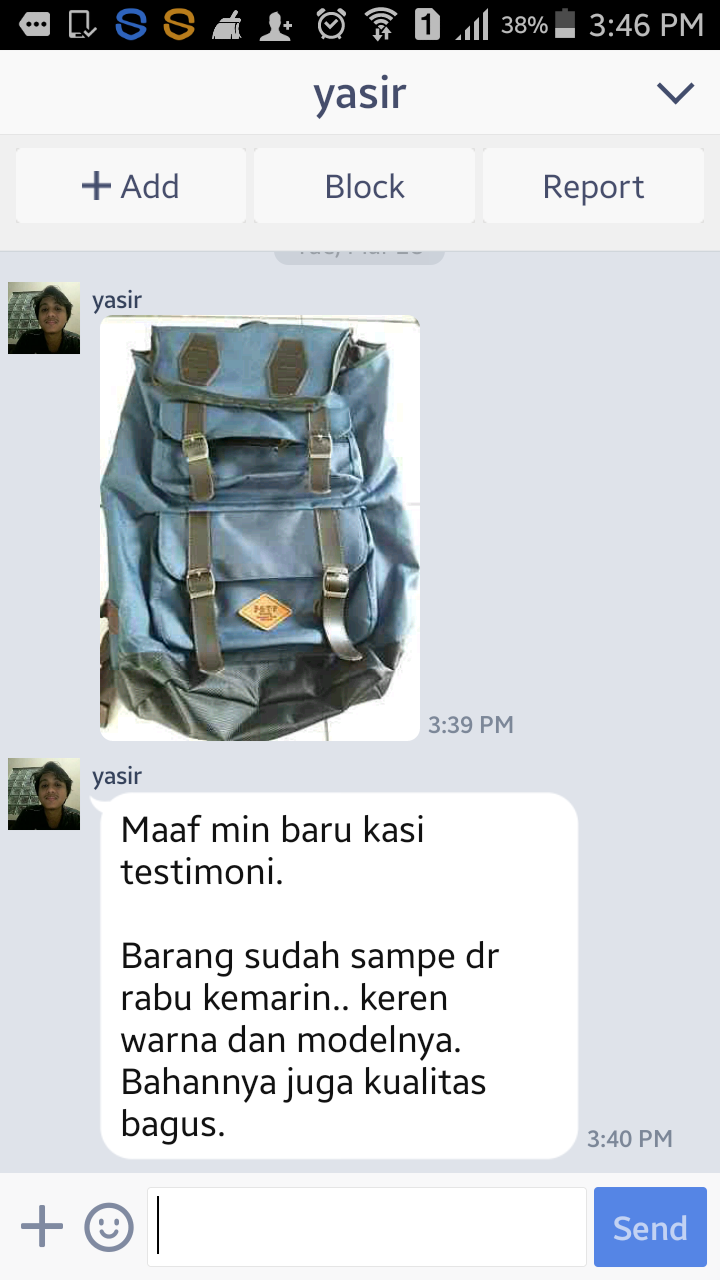 38% 3:46 PM
yasir
+ Add Block Report
yasir
3:39 PM
yasir
Maaf min baru kasi
testimoni.
Barang sudah sampe dr
rabu kemarin.. keren
warna dan modelnya.
Bahannya juga kualitas
bagus.
3:40 PM
Send